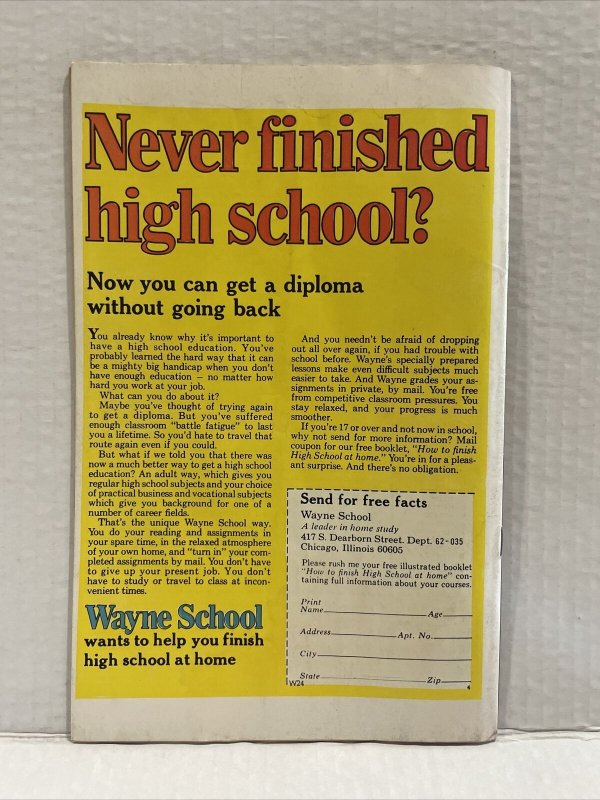 Never finished
high school?
Now you can get a diploma
without going back
You already know why it's important to
have a high school education. You've
probably learned the hard way that it can
be a mighty big handicap when you don't
have enough education — no matter how
hard you work at your job.
What can you do about it?
Maybe you've thought of trying again
to get a diploma. But you've suffered
enough classroom "battle fatigue" to last
you a lifetime. So you'd hate to travel that
route again even if you could.
But what if we told you that there was
now a much better way to get a high school
education? An adult way, which gives you
regular high school subjects and your choice
of practical business and vocational subjects
which give you background for one of a
number of career fields.
That's the unique Wayne School way.
You do your reading and assignments in
your spare time, in the relaxed atmosphere
of your own home, and "turn in" your com-
pleted assignments by mail. You don't have
to give up your present job. You don't
have to study or travel to class at incon-
venient times.
Wayne School
wants to help you finish
high school at home
And you needn't be afraid of dropping
out all over again, if you had trouble with
school before. Wayne's specially prepared
lessons make even difficult subjects much
easier to take. And Wayne grades your as-
signments in private, by mail. You're free
from competitive classroom pressures. You
stay relaxed, and your progress is much
smoother.
If you're 17 or over and not now in school,
why not send for more information? Mail
coupon for our free booklet, "How to finish
High School at home." You're in for a pleas-
ant surprise. And there's no obligation.
Send for free facts
Wayne School
A leader in home study
417 S. Dearborn Street. Dept. 62-035
Chicago, Illinois 60605
Please rush me your free illustrated booklet
"How to finish High School at home" con-
taining full information about your courses.
Print
Name Age
Address Apt. No.
City
State Zip
W24 4